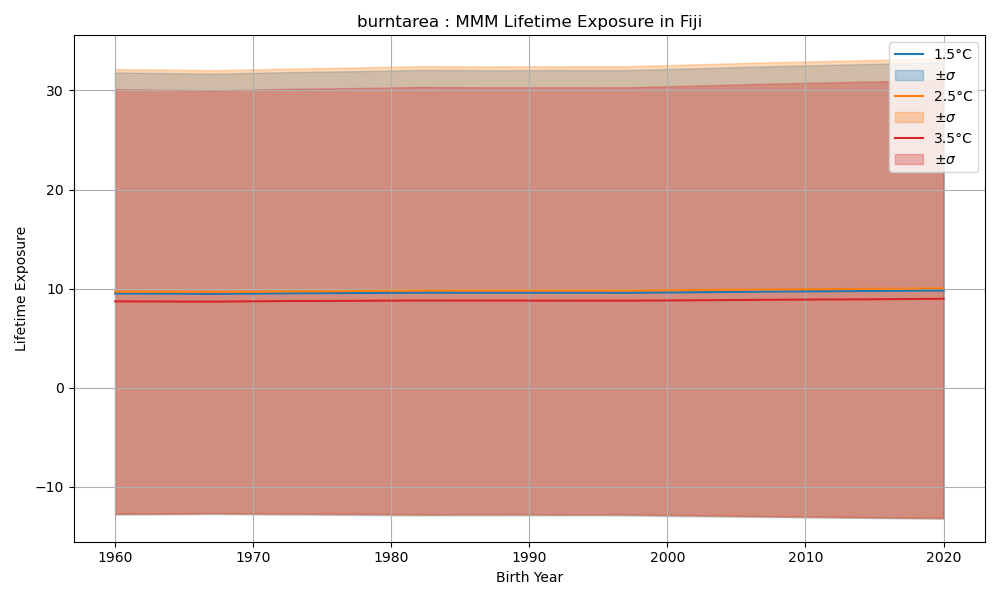 burntarea : MMM Lifetime Exposure in Fiji
1.5°C
±σ
2.5°C
±σ
3.5°C
±σ
30
20
10
0
−10
Lifetime Exposure
1960 1970 1980 1990 2000 2010 2020
Birth Year